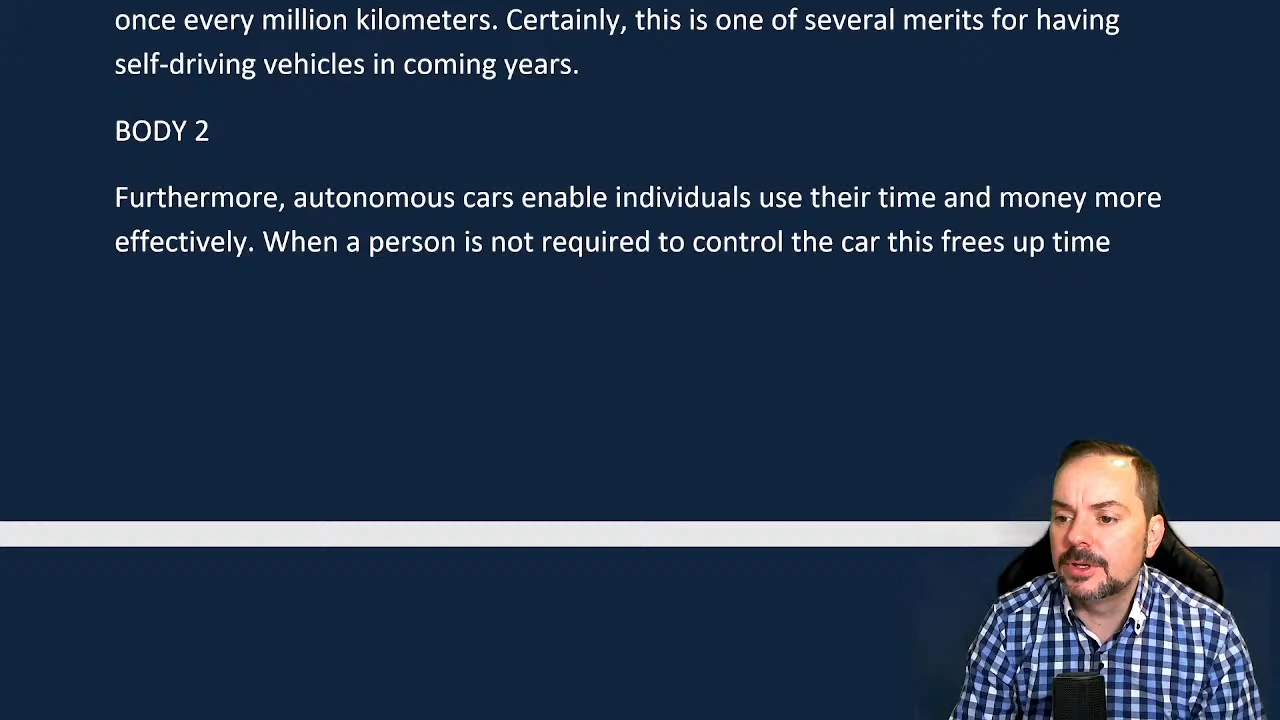 once every million kilometers. Certainly, this is one of several merits for having
self-driving vehicles in coming years.
BODY 2
Furthermore, autonomous cars enable individuals use their time and money more
effectively. When a person is not required to control the car this frees up time